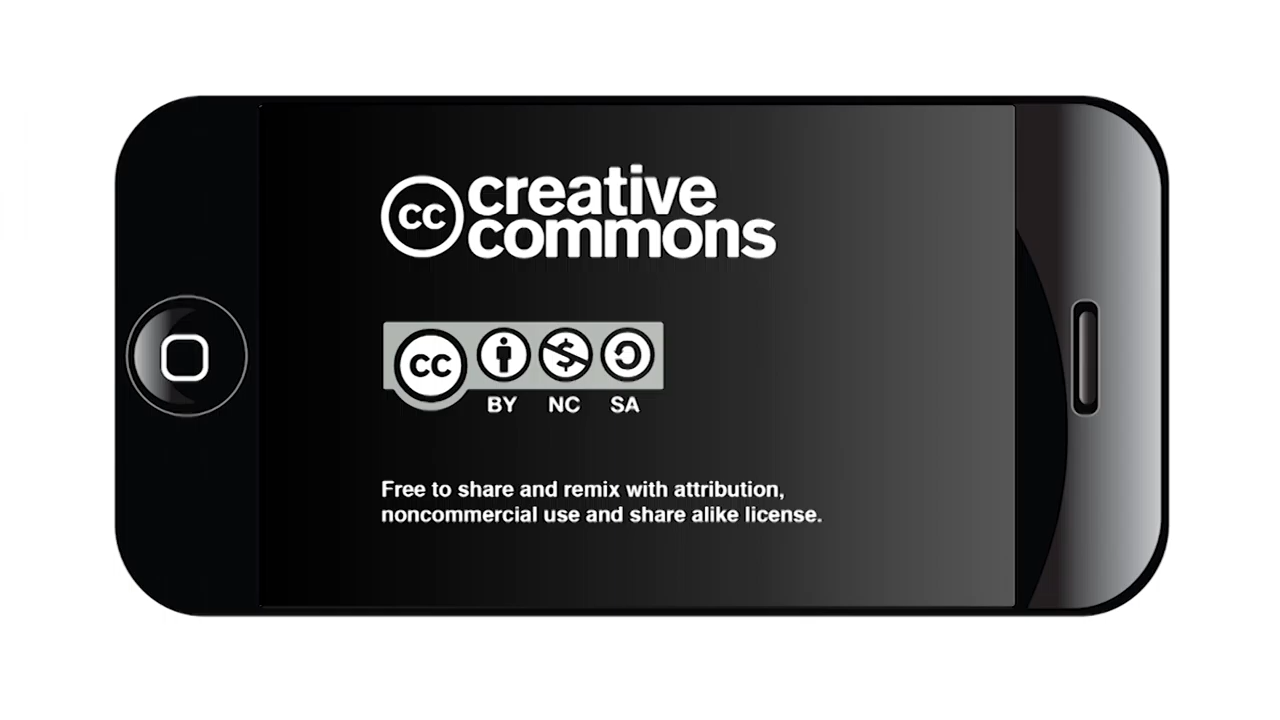 cc creative
commons
cc
BY NC SA
Free to share and remix with attribution,
noncommercial use and share alike license.